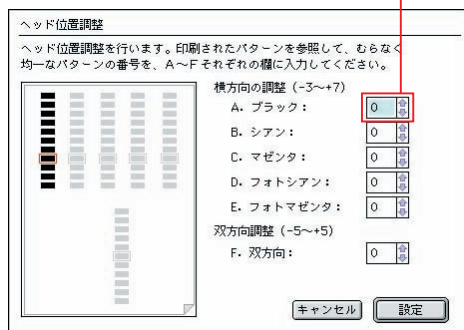 ヘッド位置調整
ヘッド位置調整を行います。印刷されたパターンを参照して、むらなく
均一なパターンの番号を、A～Fそれぞれの欄に入力してください。
横方向の調整（-3～+7）
A. ブラック： 0
B. シアン： 0
C. マゼンタ： 0
D. フォトシアン： 0
E. フォトマゼンタ： 0
双方向調整（-5～+5）
F. 双方向： 0
キャンセル 設定